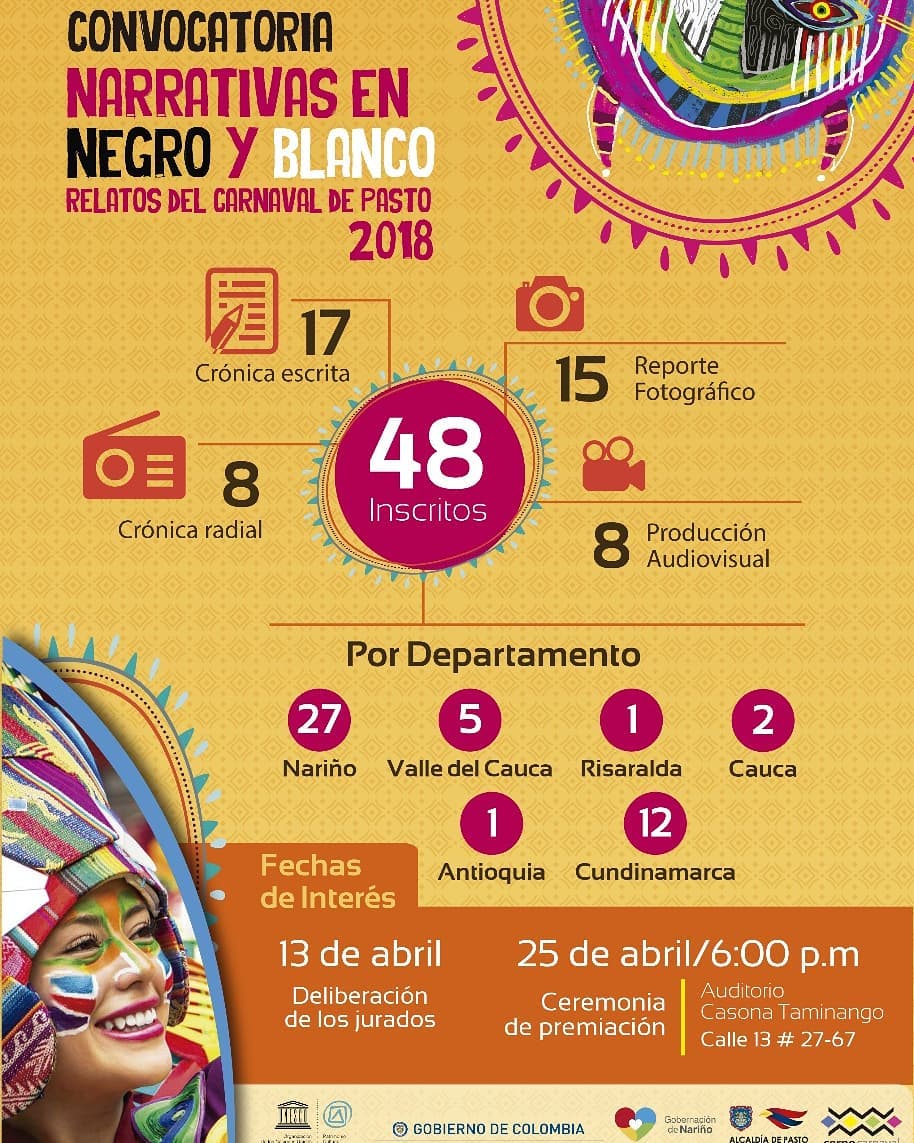 CONVOCATORIA
NARRATIVAS EN
NEGRO Y BLANCO
RELATOS DEL CARNAVAL DE PASTO
2018
17
Crónica escrita
15
Reporte
Fotográfico
48
Inscritos
8
Crónica radial
8
Producción
Audiovisual
Por Departamento
27
Nariño
5
Valle del Cauca
1
Risaralda
2
Cauca
1
Antioquia
12
Cundinamarca
Fechas
de Interés
13 de abril
Deliberación
de los jurados
25 de abril/6:00 p.m
Ceremonia
de premiación
Auditorio
Casona Taminango
Calle 13 # 27-67
GOBIERNO DE COLOMBIA
Gobernación
de Nariño
ALCALDÍA DE PASTO